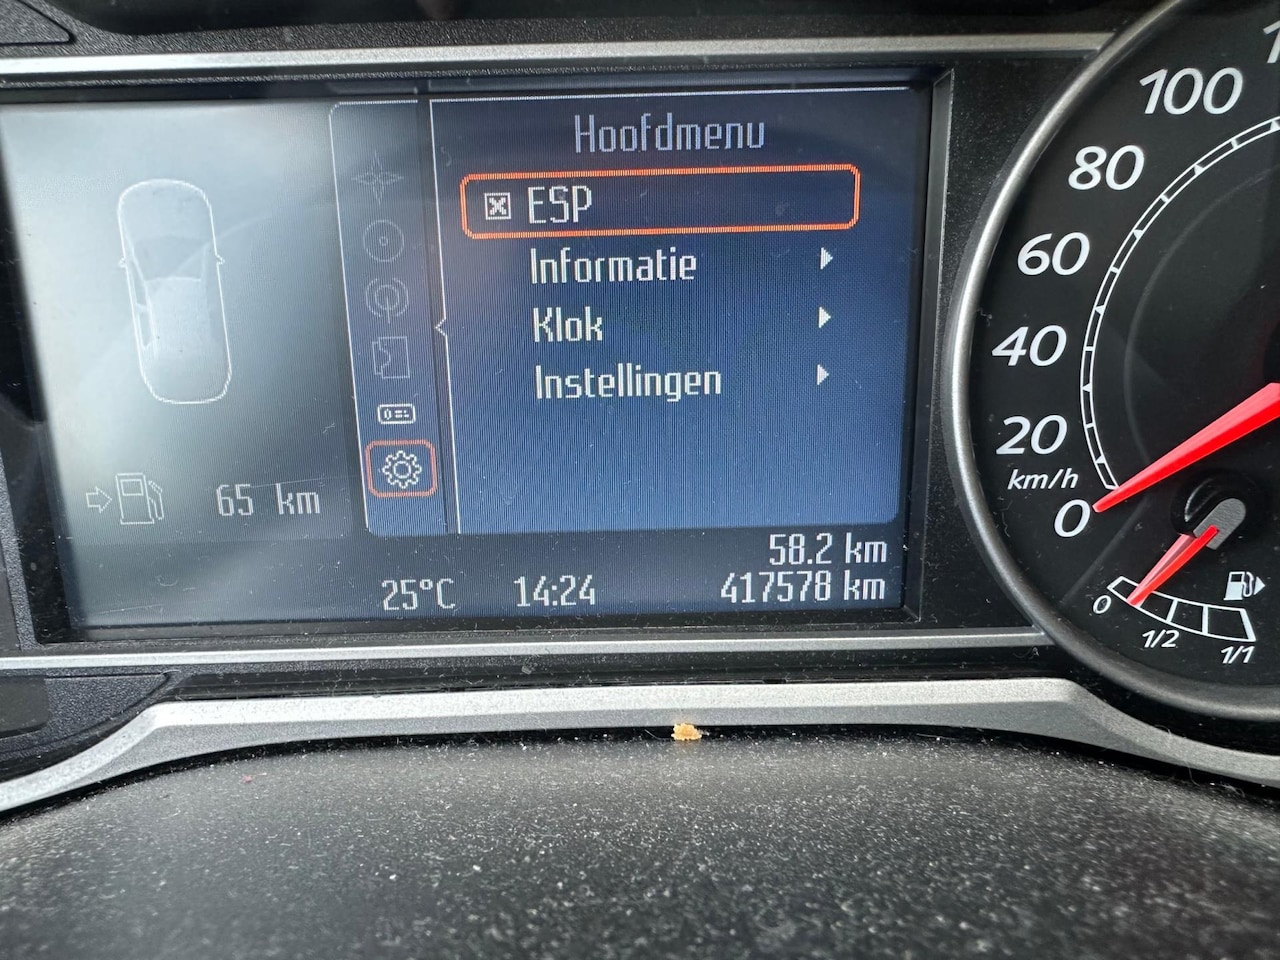 Hoofdmenu
ESP
Informatie
Klok
Instellingen
65 km
58.2 km
25°C 14:24 417578 km
100
80
60
40
20
km/h
0
0
1/2
1/1